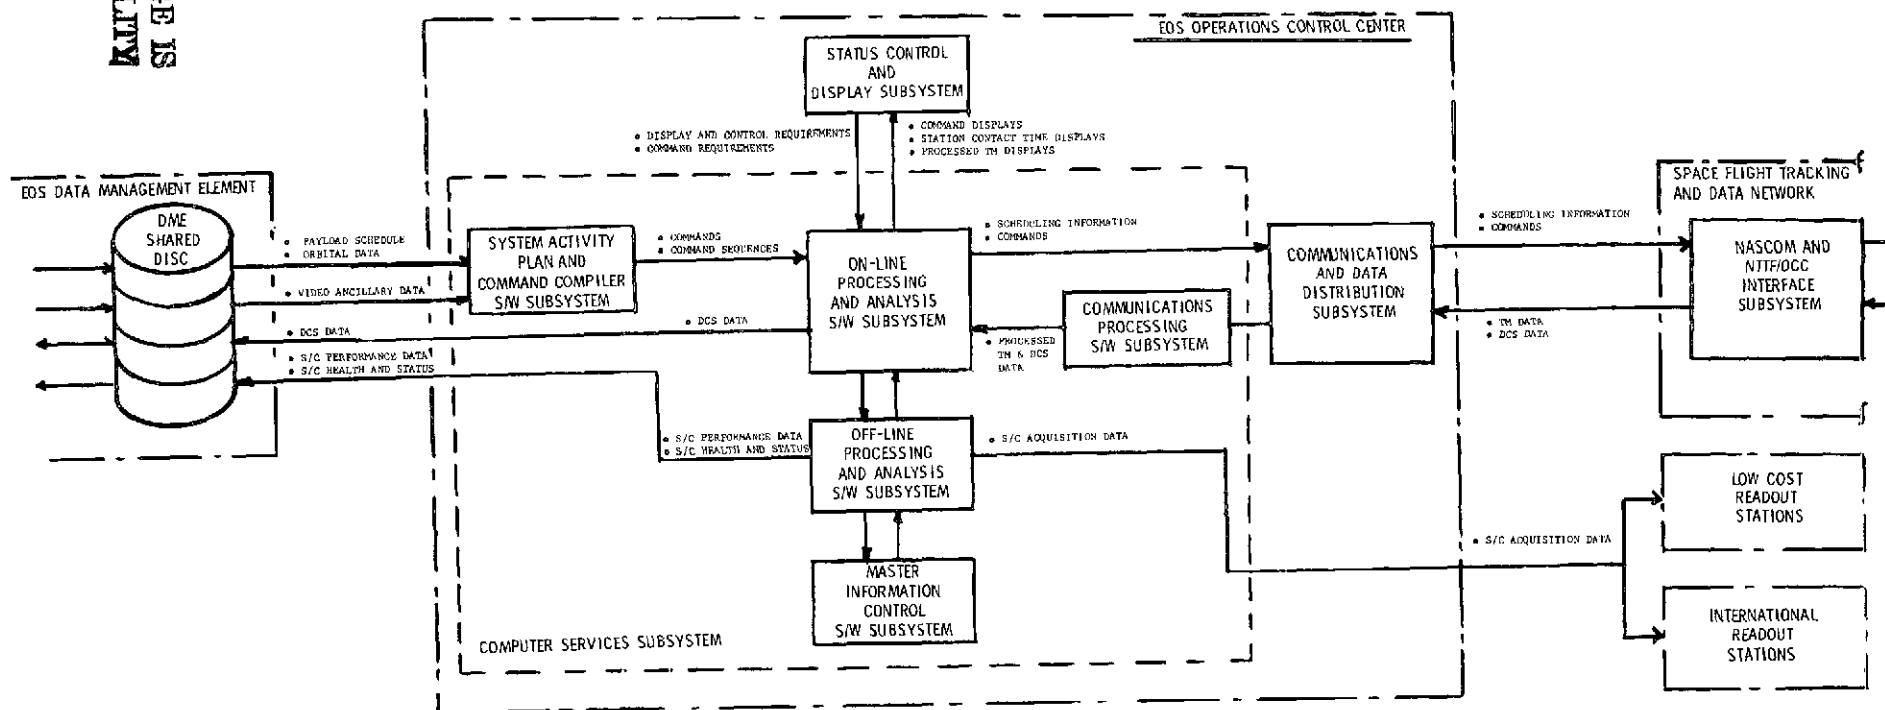 E IS
LITY
EOS OPERATIONS CONTROL CENTER
STATUS CONTROL
AND
DISPLAY SUBSYSTEM
• DISPLAY AND CONTROL REQUIREMENTS
• COMMAND REQUIREMENTS
• COMMAND DISPLAYS
• STATION CONTACT TIME DISPLAYS
• PROCESSED TM DISPLAYS
EOS DATA MANAGEMENT ELEMENT
DME
SHARED
DISC
• PAYLOAD SCHEDULE
• ORBITAL DATA
• VIDEO ANCILLARY DATA
• DCS DATA
• S/C PERFORMANCE DATA
• S/C HEALTH AND STATUS
SYSTEM ACTIVITY
PLAN AND
COMMAND COMPILER
S/W SUBSYSTEM
• COMMANDS
• COMMAND SEQUENCES
• DCS DATA
ON-LINE
PROCESSING
AND ANALYSIS
S/W SUBSYSTEM
• SCHEDULING INFORMATION
• COMMANDS
COMMUNICATIONS
PROCESSING
S/W SUBSYSTEM
• PROCESSED
TM & DCS
DATA
COMMUNICATIONS
AND DATA
DISTRIBUTION
SUBSYSTEM
• SCHEDULING INFORMATION
• COMMANDS
• TM DATA
• DCS DATA
SPACE FLIGHT TRACKING
AND DATA NETWORK
NASCOM AND
NTTF/OCC
INTERFACE
SUBSYSTEM
• S/C PERFORMANCE DATA
• S/C HEALTH AND STATUS
OFF-LINE
PROCESSING
AND ANALYSIS
S/W SUBSYSTEM
• S/C ACQUISITION DATA
MASTER
INFORMATION
CONTROL
S/W SUBSYSTEM
COMPUTER SERVICES SUBSYSTEM
• S/C ACQUISITION DATA
LOW COST
READOUT
STATIONS
INTERNATIONAL
READOUT
STATIONS